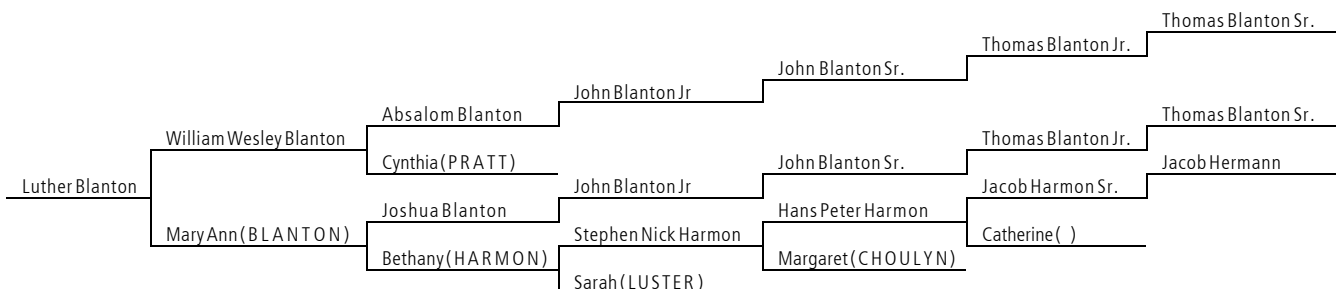 Thomas Blanton Sr.
Thomas Blanton Jr.
John Blanton Sr.
John Blanton Jr
Absalom Blanton
Thomas Blanton Sr.
William Wesley Blanton
Thomas Blanton Jr.
Cynthia (PRATT)
John Blanton Sr.
Jacob Hermann
Luther Blanton
John Blanton Jr
Jacob Harmon Sr.
Joshua Blanton
Hans Peter Harmon
Mary Ann (BLANTON)
Stephen Nick Harmon
Catherine ( )
Bethany (HARMON)
Margaret (CHOULYN)
Sarah (LUSTER)